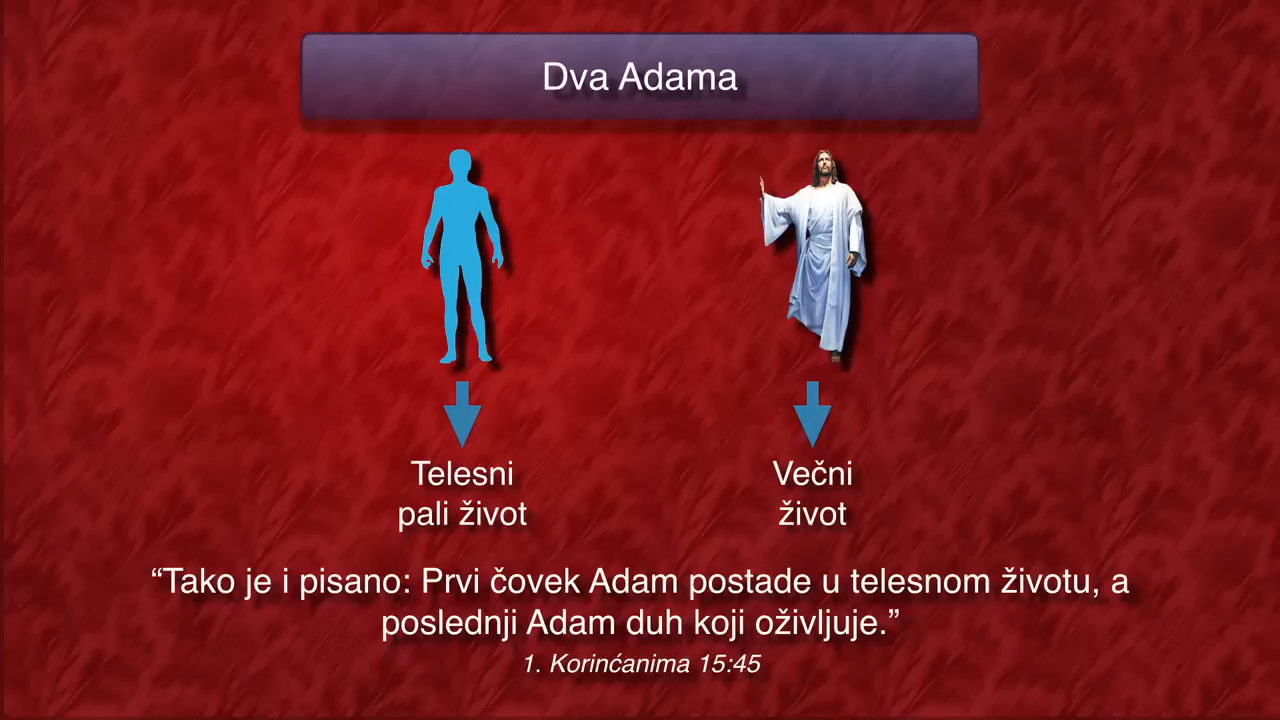 Dva Adama
Telesni
pali život
Večni
život
“Tako je i pisano: Prvi čovek Adam postade u telesnom životu, a
poslednji Adam duh koji oživljuje.”
1. Korinćanima 15:45